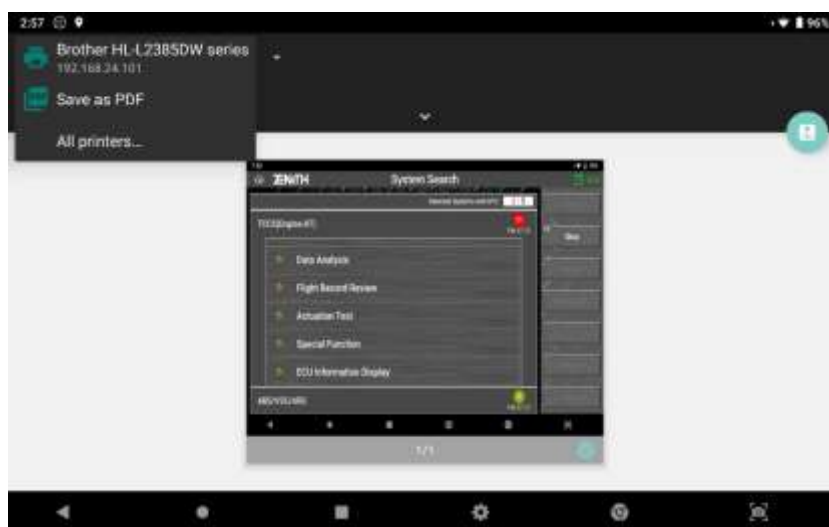 2:57
96%
Brother HL-L2385DW series
192.168.24.101
Save as PDF
All printers...
ZENITH
System Search
Data Analysis
Flight Record Review
Actuation Test
Special Function
ECU Information Display
Stop
1/1